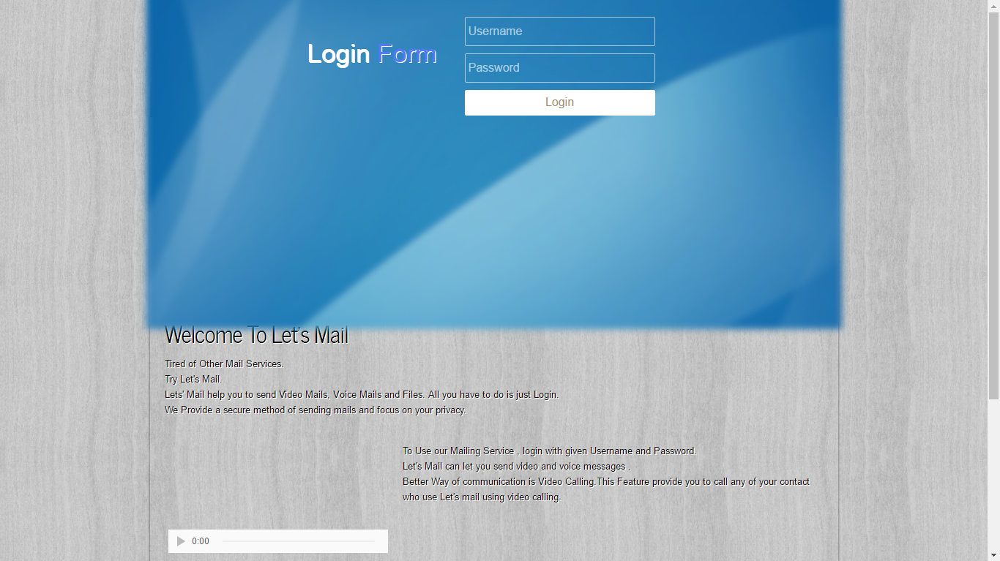 Login Form
Username
Password
Login
Welcome To Let's Mail
Tired of Other Mail Services.
Try Let's Mail.
Lets' Mail help you to send Video Mails, Voice Mails and Files. All you have to do is just Login.
We Provide a secure method of sending mails and focus on your privacy.
To Use our Mailing Service , login with given Username and Password.
Let's Mail can let you send video and voice messages .
Better Way of communication is Video Calling.This Feature provide you to call any of your contact
who use Let's mail using video calling.
0:00